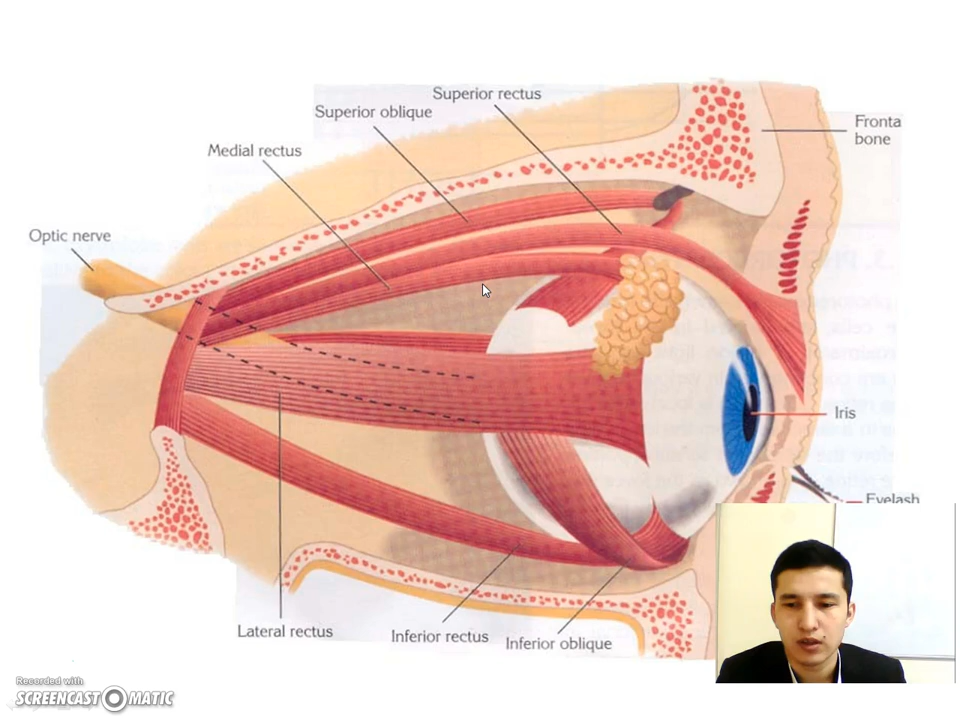 Superior rectus
Superior oblique
Medial rectus
Fronta
bone
Optic nerve
Iris
Eyelash
Lateral rectus
Inferior rectus
Inferior oblique
Recorded with
SCREENCAST-O-MATIC